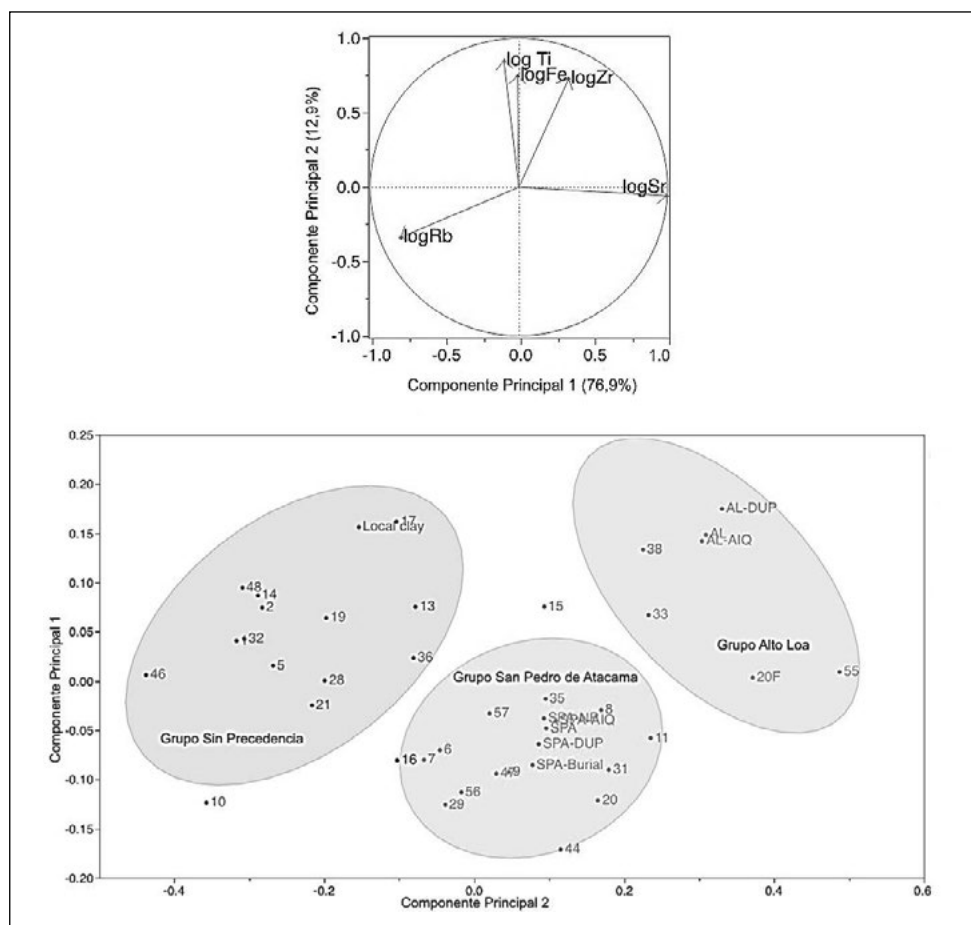 1.0
log Ti
logFe
logZr
0.5
Componente Principal 2 (12,9%)
0.0
logSr
logRb
-0.5
-1.0
-1.0 -0.5 0.0 0.5 1.0
Componente Principal 1 (76,9%)
0.25
0.20
AL-DUP
Local clay 17
0.15
AL
AL-AIQ
38
0.10
48
14
2
13
15
19
33
0.05
Componente Principal 1
32
36
Grupo Alto Loa
5
Grupo San Pedro de Atacama
46
55
0.00
28
20F
21
35
57
8
SPA-AIQ
SPA
-0.05
Grupo Sin Precedencia
11
SPA-DUP
6
16
7
SPA-Burial
31
-0.10
10
56
29
20
-0.15
44
-0.20
-0.4 -0.2 0.0 0.2 0.4 0.6
Componente Principal 2